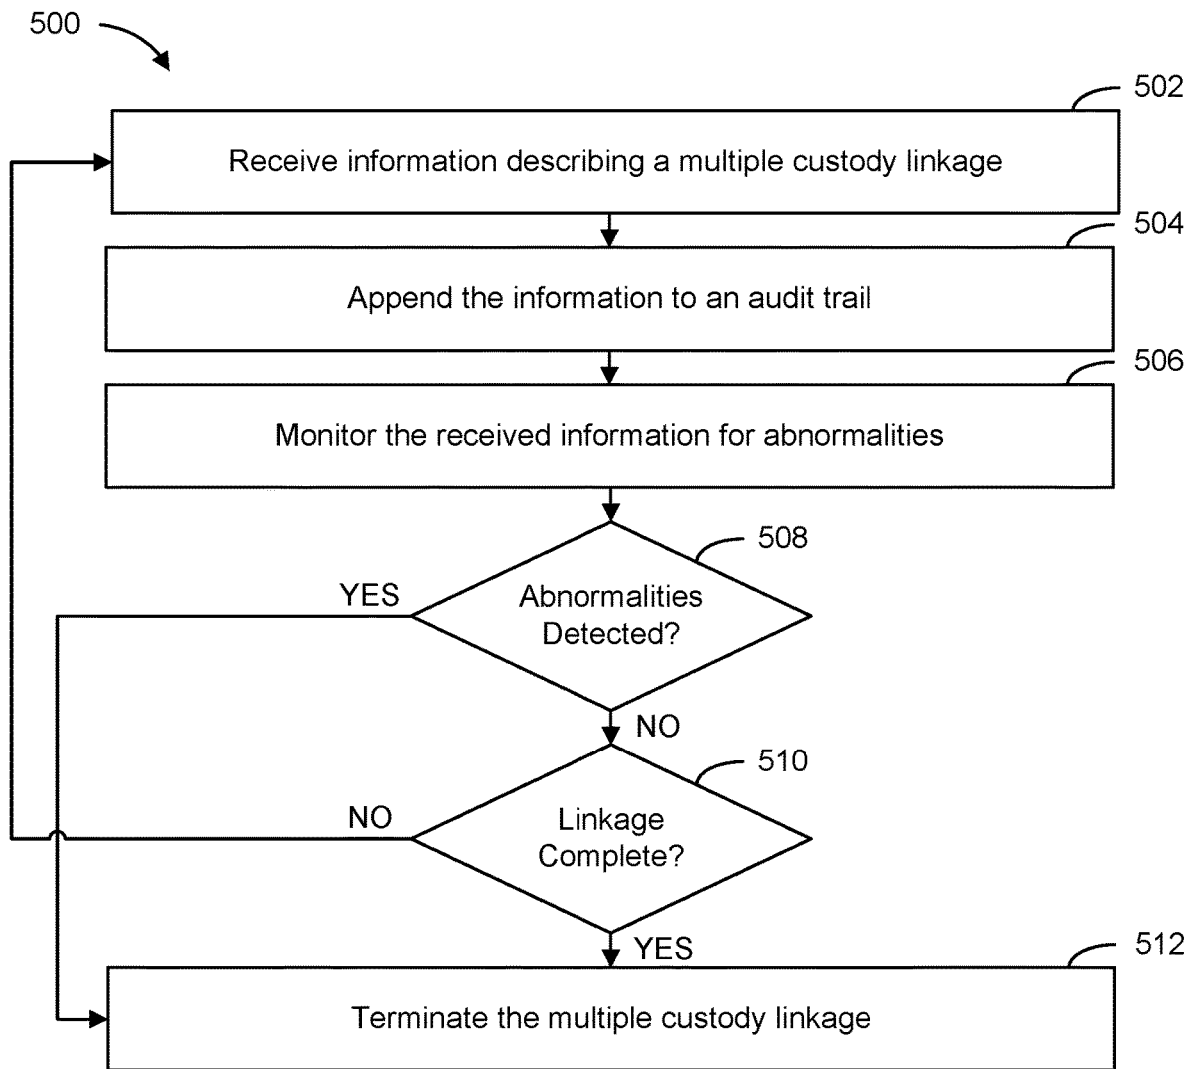 500
502
Receive information describing a multiple custody linkage
504
Append the information to an audit trail
506
Monitor the received information for abnormalities
508
YES
Abnormalities
Detected?
NO
510
NO
Linkage
Complete?
YES
512
Terminate the multiple custody linkage